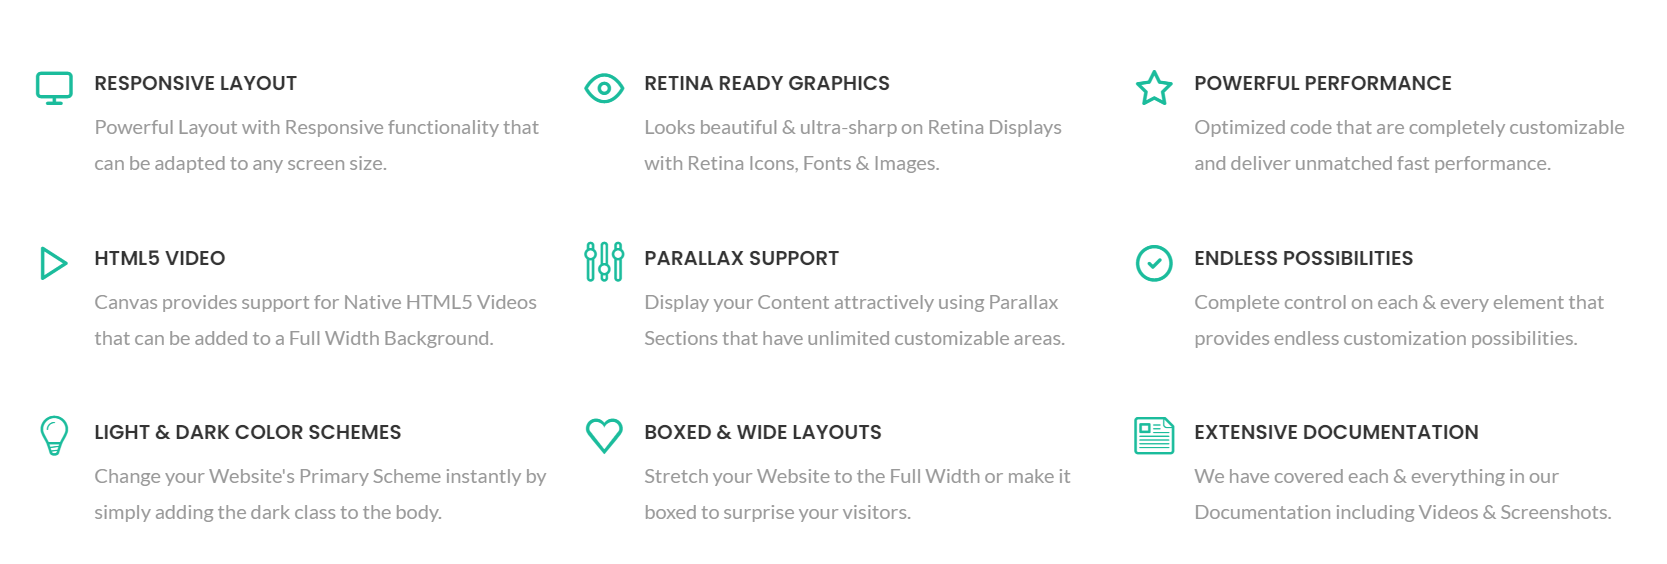 RESPONSIVE LAYOUT
Powerful Layout with Responsive functionality that
can be adapted to any screen size.
RETINA READY GRAPHICS
Looks beautiful & ultra-sharp on Retina Displays
with Retina Icons, Fonts & Images.
POWERFUL PERFORMANCE
Optimized code that are completely customizable
and deliver unmatched fast performance.
HTML5 VIDEO
Canvas provides support for Native HTML5 Videos
that can be added to a Full Width Background.
PARALLAX SUPPORT
Display your Content attractively using Parallax
Sections that have unlimited customizable areas.
ENDLESS POSSIBILITIES
Complete control on each & every element that
provides endless customization possibilities.
LIGHT & DARK COLOR SCHEMES
Change your Website's Primary Scheme instantly by
simply adding the dark class to the body.
BOXED & WIDE LAYOUTS
Stretch your Website to the Full Width or make it
boxed to surprise your visitors.
EXTENSIVE DOCUMENTATION
We have covered each & everything in our
Documentation including Videos & Screenshots.